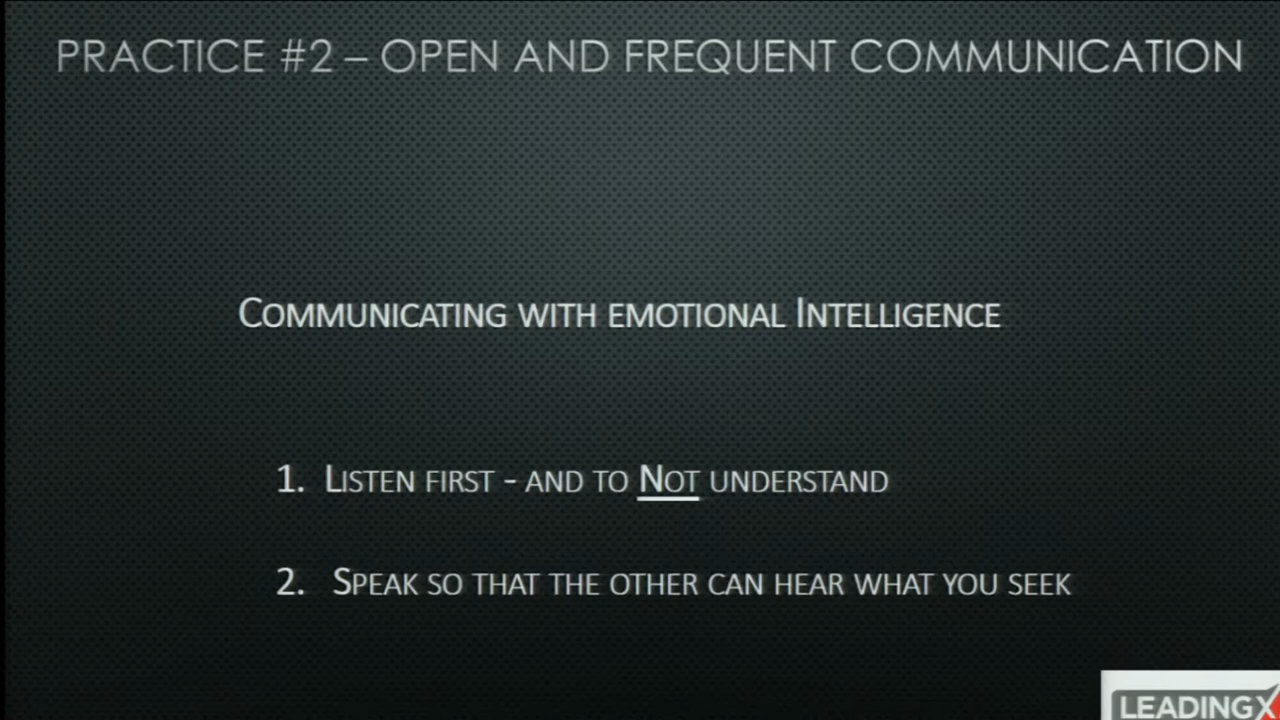 PRACTICE #2 – OPEN AND FREQUENT COMMUNICATION
COMMUNICATING WITH EMOTIONAL INTELLIGENCE
1. LISTEN FIRST - AND TO NOT UNDERSTAND
2. SPEAK SO THAT THE OTHER CAN HEAR WHAT YOU SEEK
LEADINGX